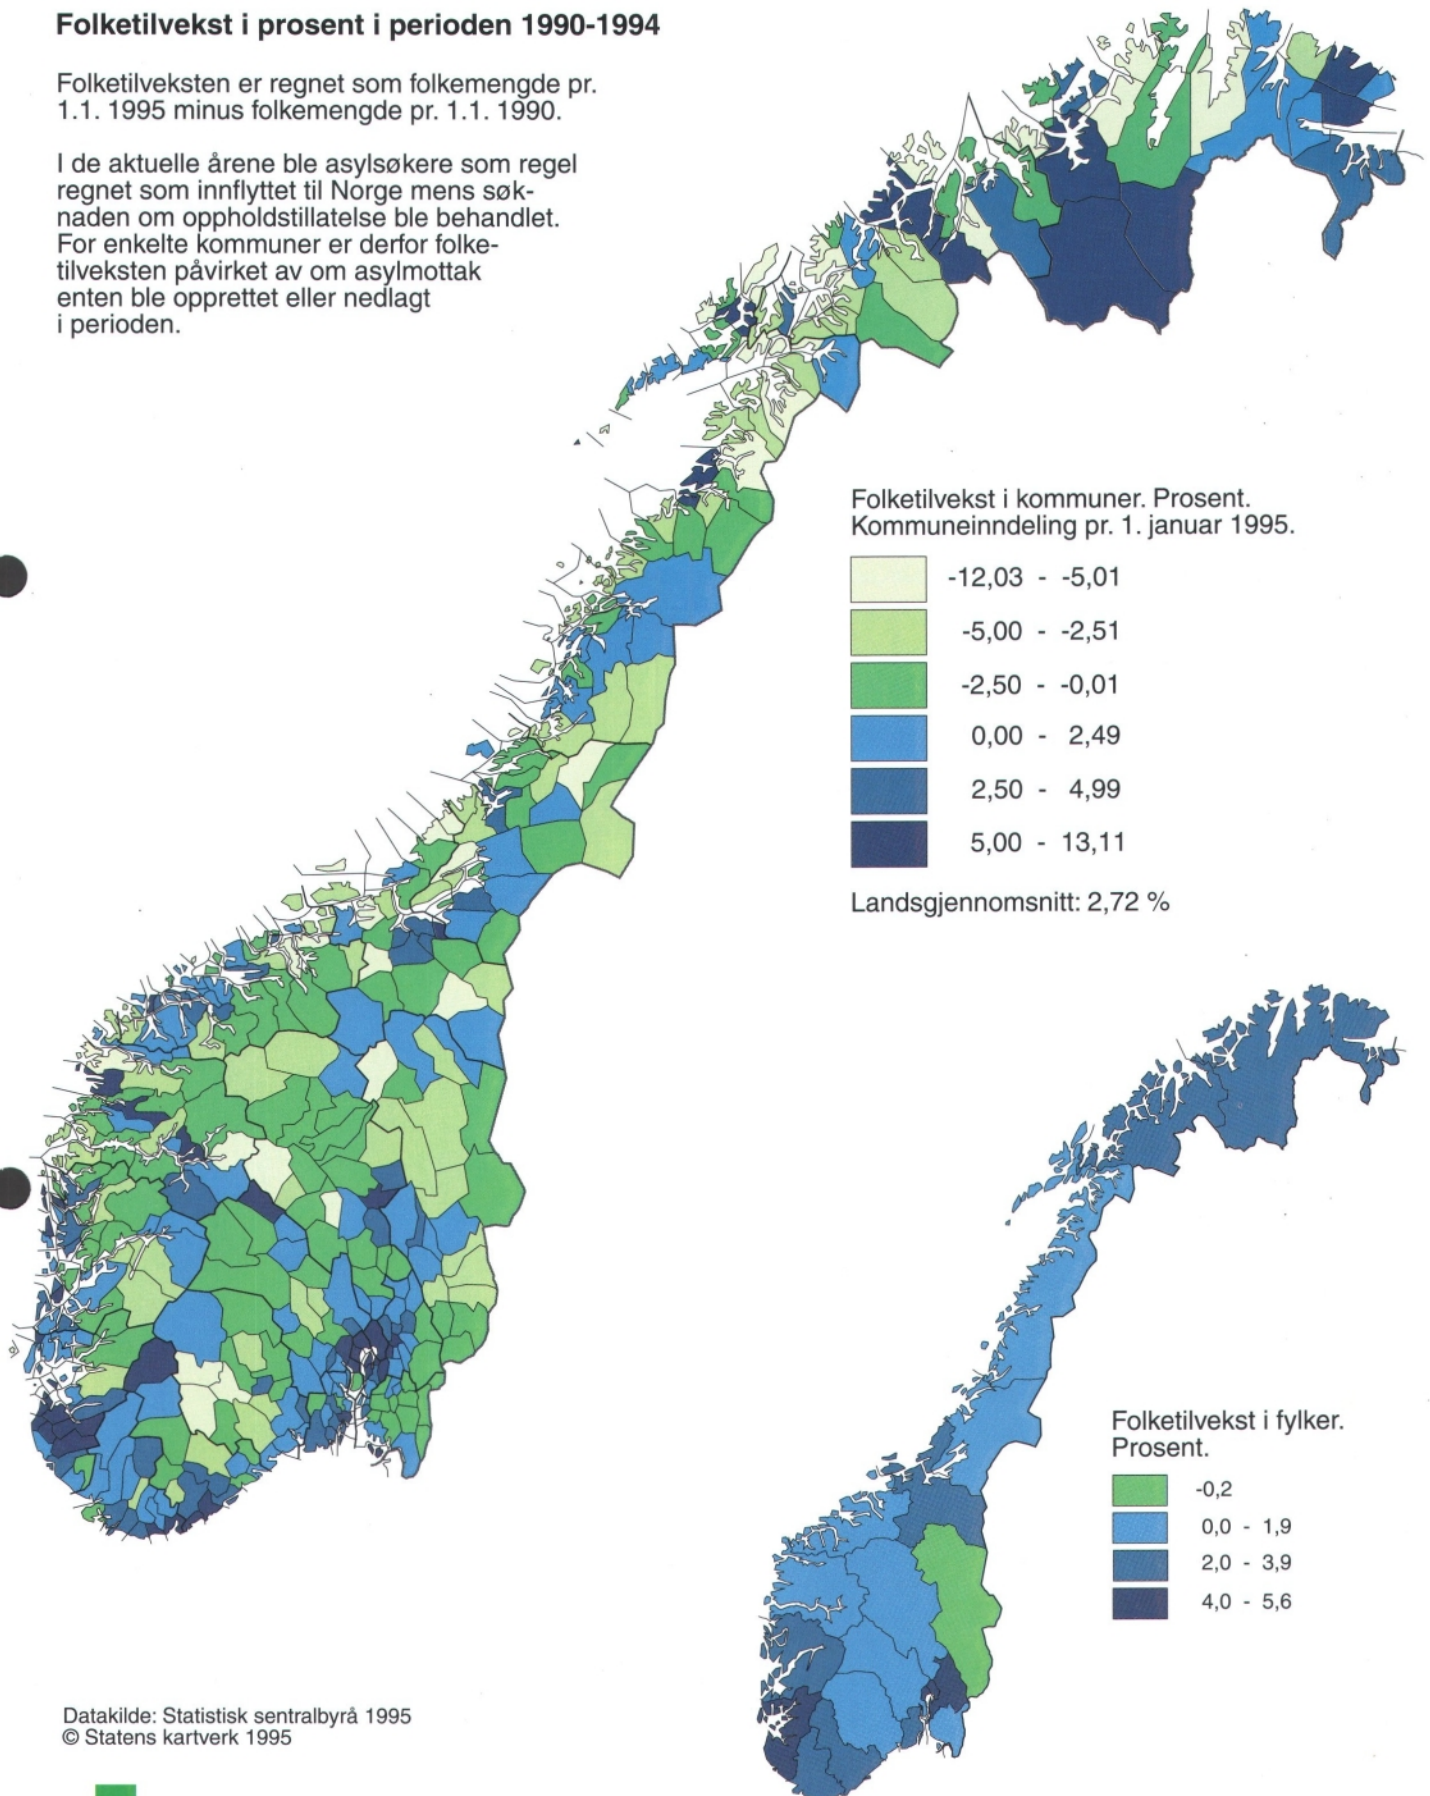 Folketilvekst i prosent i perioden 1990-1994
Folketilveksten er regnet som folkemengde pr.
1.1. 1995 minus folkemengde pr. 1.1. 1990.
I de aktuelle årene ble asylsøkere som regel
regnet som innflyttet til Norge mens søk-
naden om oppholdstillatelse ble behandlet.
For enkelte kommuner er derfor folke-
tilveksten påvirket av om asylmottak
enten ble opprettet eller nedlagt
i perioden.
Folketilvekst i kommuner. Prosent.
Kommuneinndeling pr. 1. januar 1995.
-12,03 - -5,01
-5,00 - -2,51
-2,50 - -0,01
0,00 - 2,49
2,50 - 4,99
5,00 - 13,11
Landsgjennomsnitt: 2,72 %
Folketilvekst i fylker.
Prosent.
-0,2
0,0 - 1,9
2,0 - 3,9
4,0 - 5,6
Datakilde: Statistisk sentralbyrå 1995
© Statens kartverk 1995